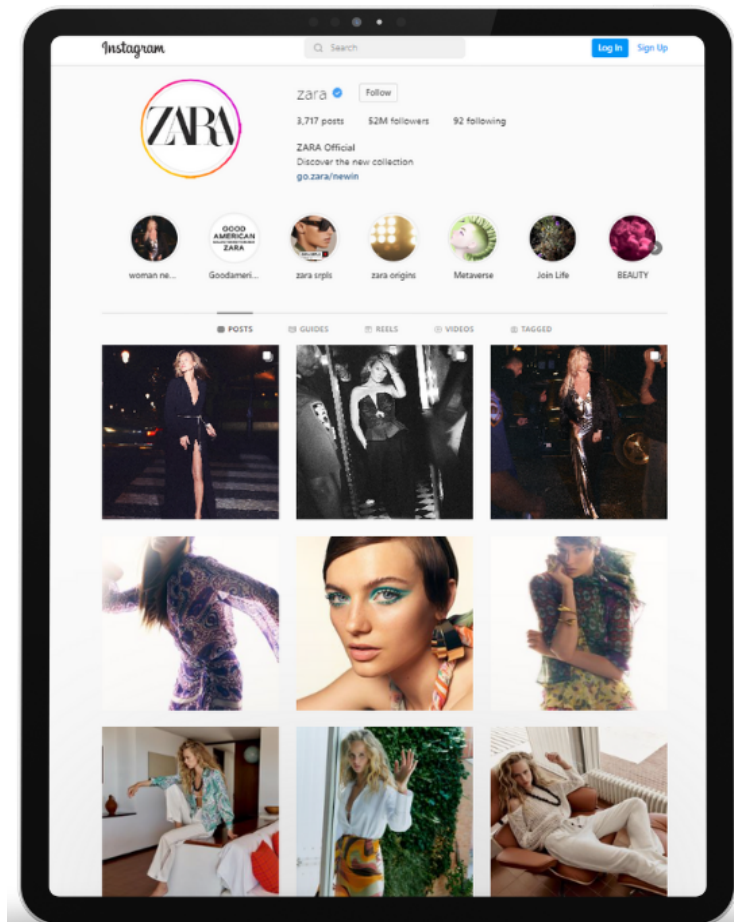 Instagram
Search
Log In
Sign Up
ZARA
zara
Follow
3,717 posts
52M followers
92 following
ZARA Official
Discover the new collection
go.zara/newin
GOOD
AMERICAN
ZARA
woman ne...
Goodameri...
zara srpls
zara origins
Metaverse
Join Life
BEAUTY
POSTS
GUIDES
REELS
VIDEOS
TAGGED